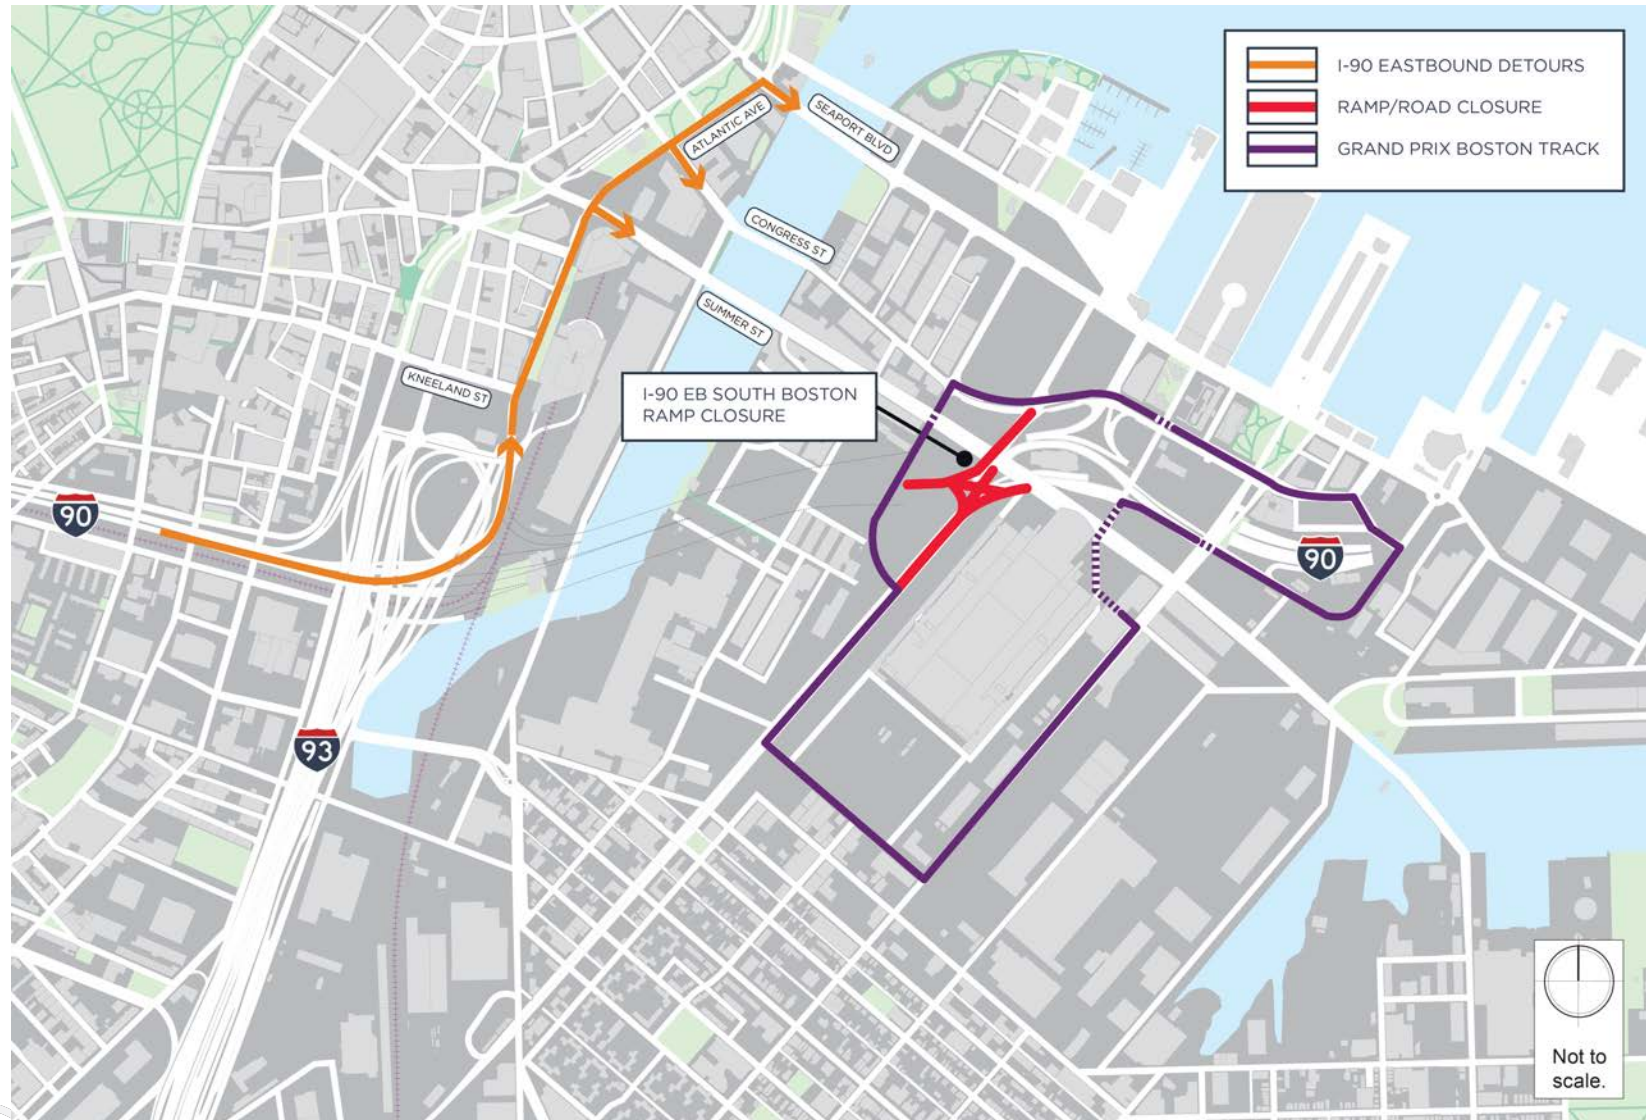 I-90 EASTBOUND DETOURS
RAMP/ROAD CLOSURE
GRAND PRIX BOSTON TRACK
ATLANTIC AVE
SEAPORT BLVD
CONGRESS ST
SUMMER ST
KNEELAND ST
I-90 EB SOUTH BOSTON
RAMP CLOSURE
90
90
93
Not to
scale.